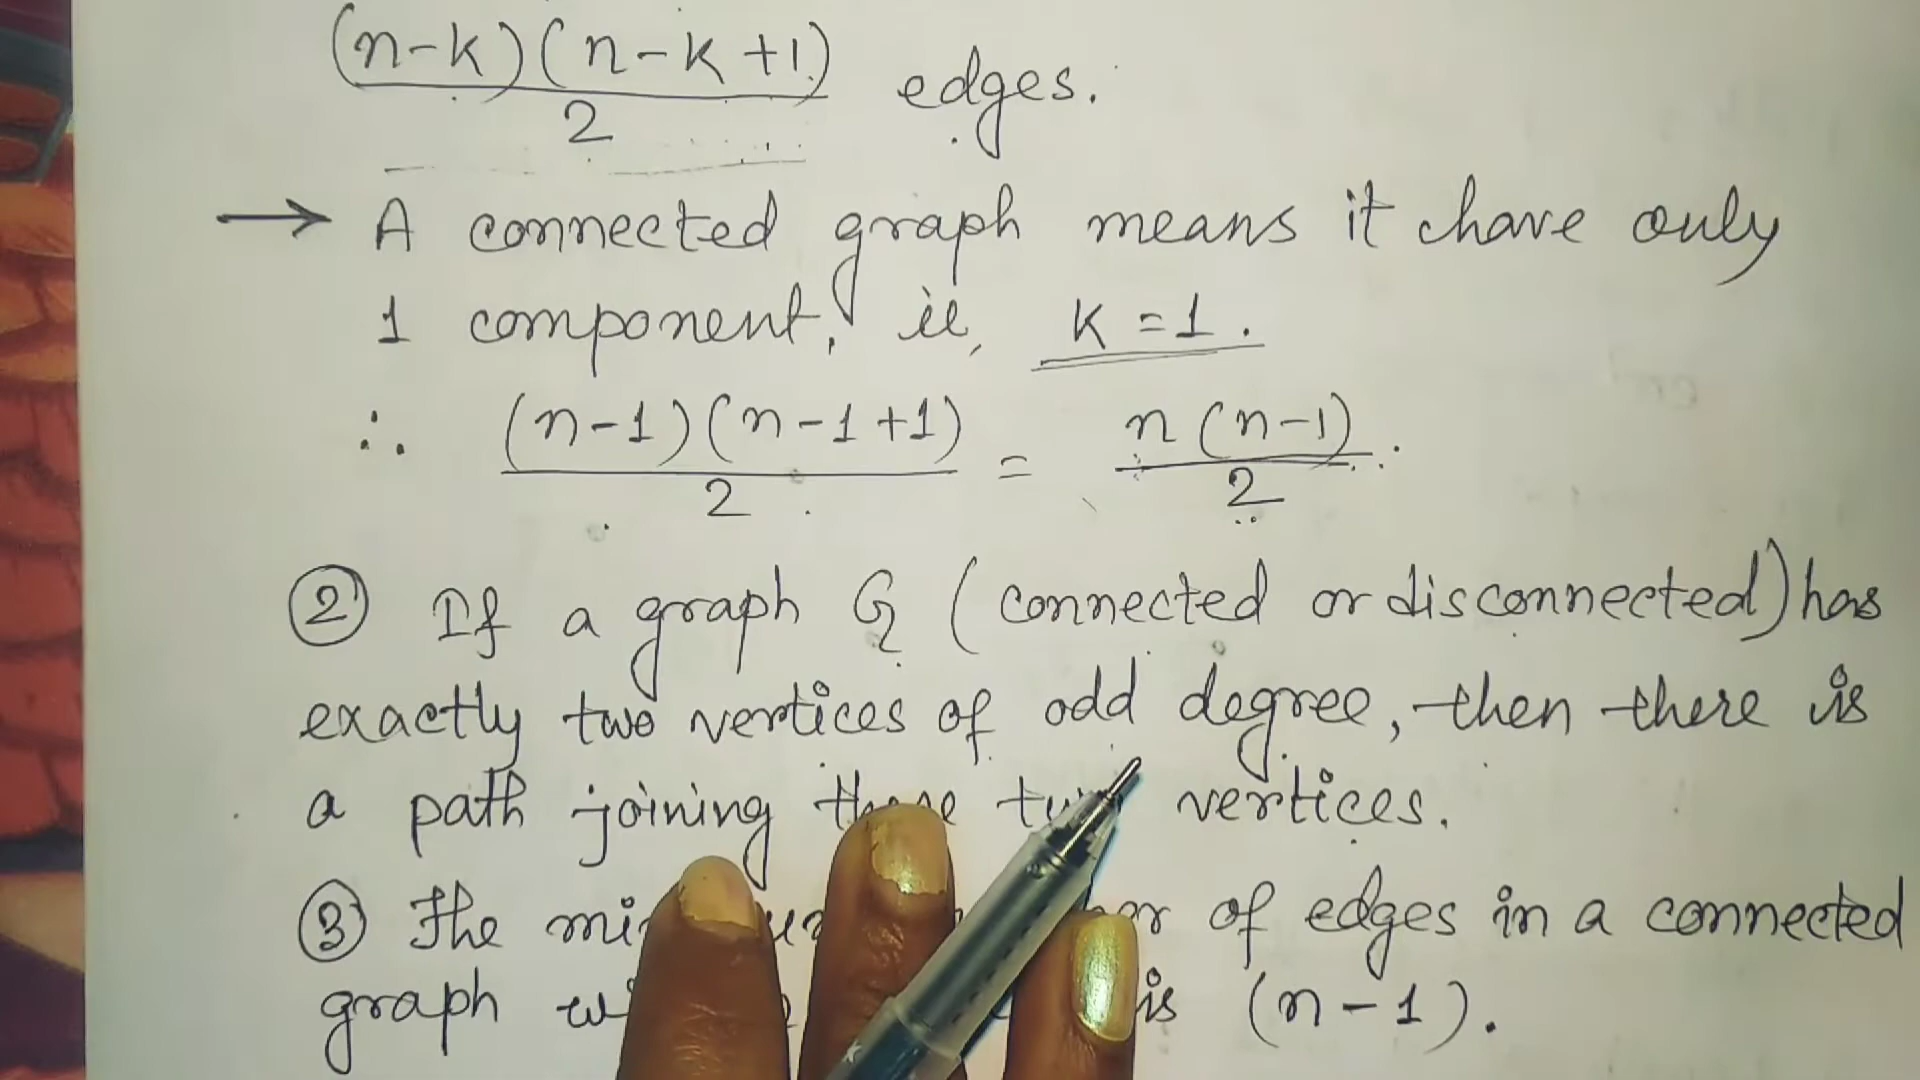 (n-k)(n-k+1)/2 edges.
→ A connected graph means it have only
1 component, ie, k=1.
∴ (n-1)(n-1+1)/2 = n(n-1)/2.
② If a graph G (connected or disconnected) has
exactly two vertices of odd degree, then there is
a path joining these two vertices.
③ The of edges in a connected
graph is (n-1).